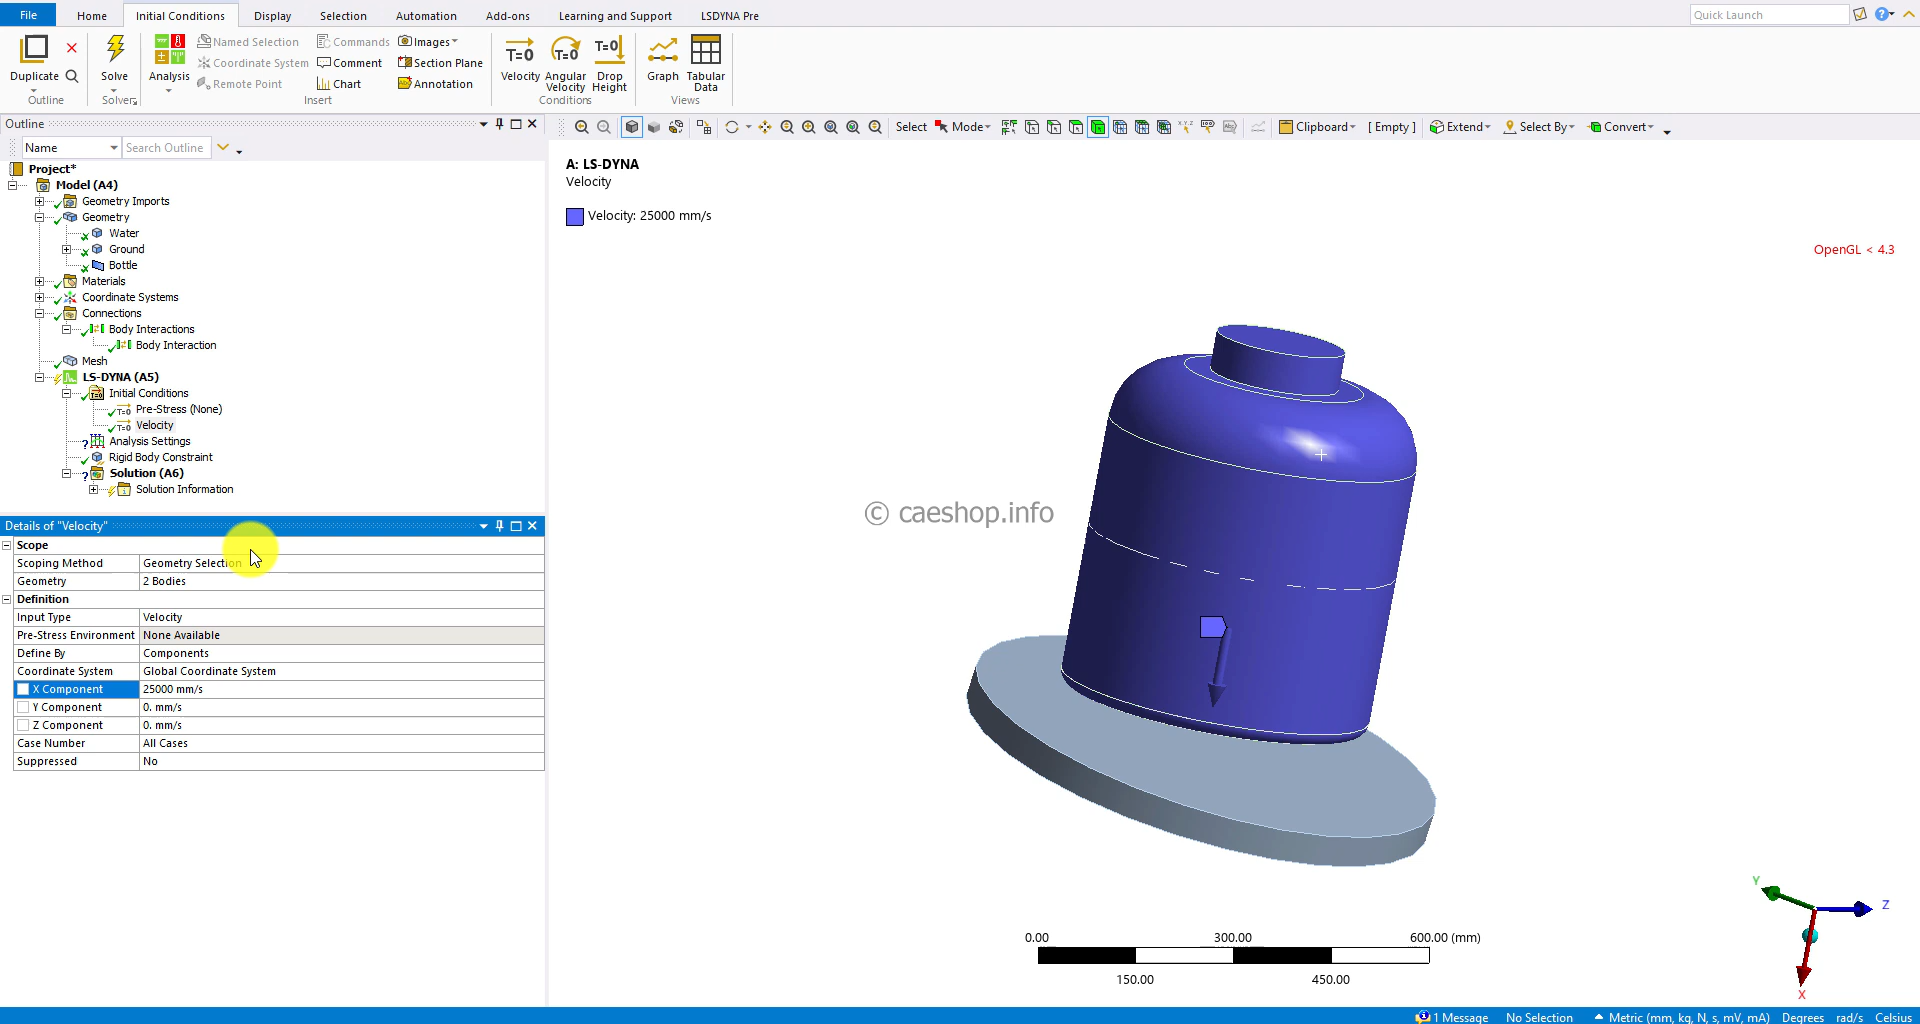 File Home Initial Conditions Display Selection Automation Add-ons Learning and Support LSDYNA Pre Quick Launch
Duplicate
Outline
Solve
Solver
Analysis
Named Selection Commands Images
Coordinate System Comment Section Plane
Remote Point Chart Annotation
Insert
T=0 T=0 T=0
Velocity Angular Velocity Drop Height
Conditions
Graph Tabular Data
Views
Outline
Name Search Outline
Select Mode Clipboard [ Empty ] Extend Select By Convert
Project*
Model (A4)
Geometry Imports
Geometry
Water
Ground
Bottle
Materials
Coordinate Systems
Connections
Body Interactions
Body Interaction
Mesh
LS-DYNA (A5)
Initial Conditions
Pre-Stress (None)
Velocity
Analysis Settings
Rigid Body Constraint
Solution (A6)
Solution Information
Details of "Velocity"
Scope
Scoping Method Geometry Selection
Geometry 2 Bodies
Definition
Input Type Velocity
Pre-Stress Environment None Available
Define By Components
Coordinate System Global Coordinate System
X Component 25000 mm/s
Y Component 0. mm/s
Z Component 0. mm/s
Case Number All Cases
Suppressed No
A: LS-DYNA
Velocity
Velocity: 25000 mm/s
OpenGL < 4.3
© caeshop.info
0.00 300.00 600.00 (mm)
150.00 450.00
Y
Z
X
1 Message No Selection Metric (mm, kg, N, s, mV, mA) Degrees rad/s Celsius